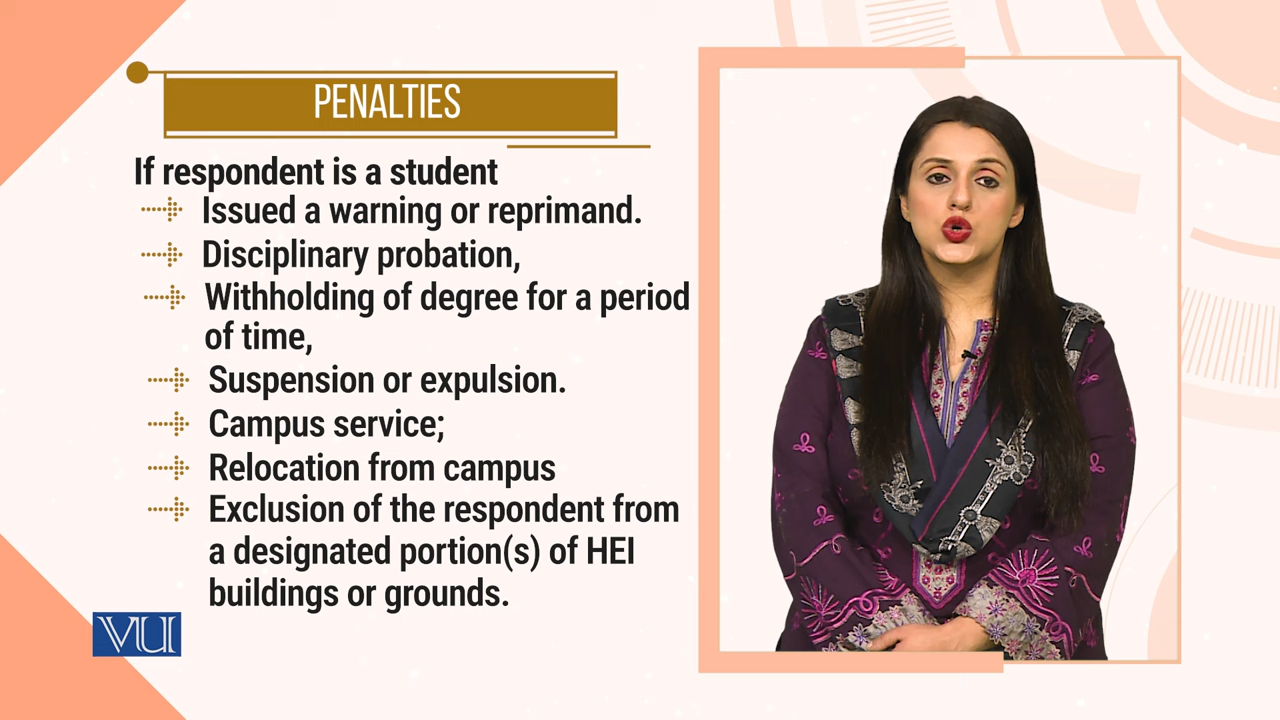 PENALTIES
If respondent is a student
Issued a warning or reprimand.
Disciplinary probation,
Withholding of degree for a period
of time,
Suspension or expulsion.
Campus service;
Relocation from campus
Exclusion of the respondent from
a designated portion(s) of HEI
buildings or grounds.
VU